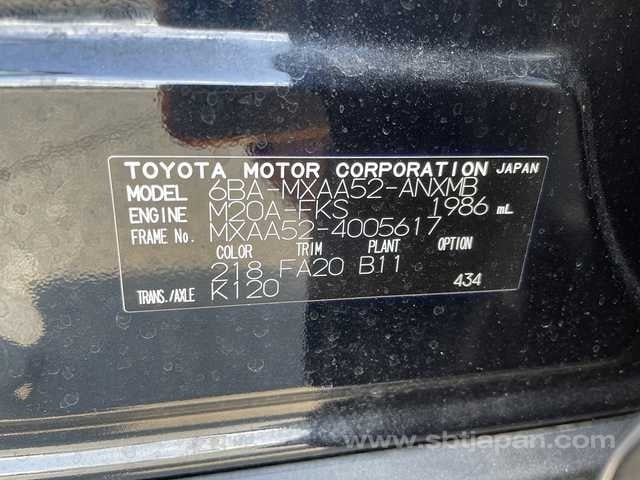 TOYOTA MOTOR CORPORATION JAPAN
MODEL 6BA-MXAA52-ANXMB
ENGINE M20A-FKS 1986 mL
FRAME No. MXAA52-4005617
COLOR TRIM PLANT OPTION
218 FA20 B11
TRANS./AXLE K120 434
www.sbtjapan.com